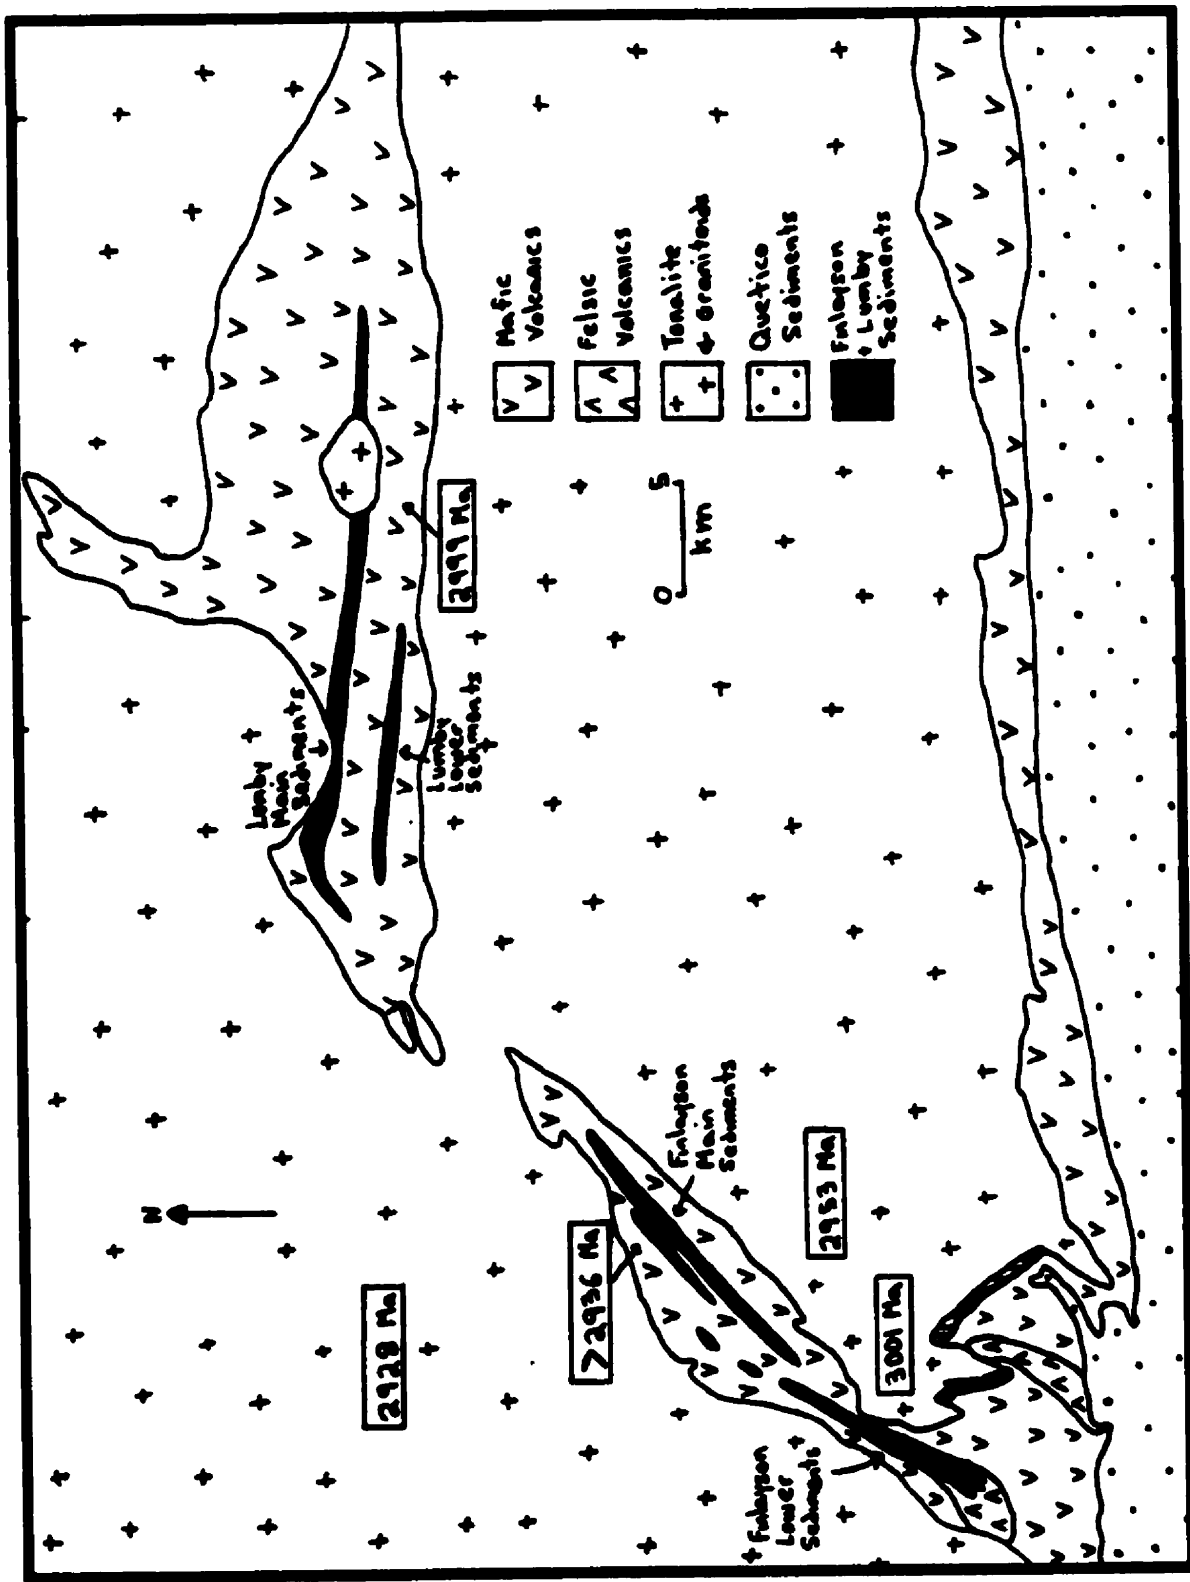 Lumby
Main
Sediments
Lumby
Lower
Sediments
2999 Ma
N
2928 Ma
>2936 Ma
Finlayson
Main
Sediments
2953 Ma
3001 Ma
Finlayson
Lower
Sediments
0 5
km
Mafic
Volcanics
Felsic
Volcanics
Tonalite
& Granitoids
Quetico
Sediments
Finlayson
+ Lumby
Sediments